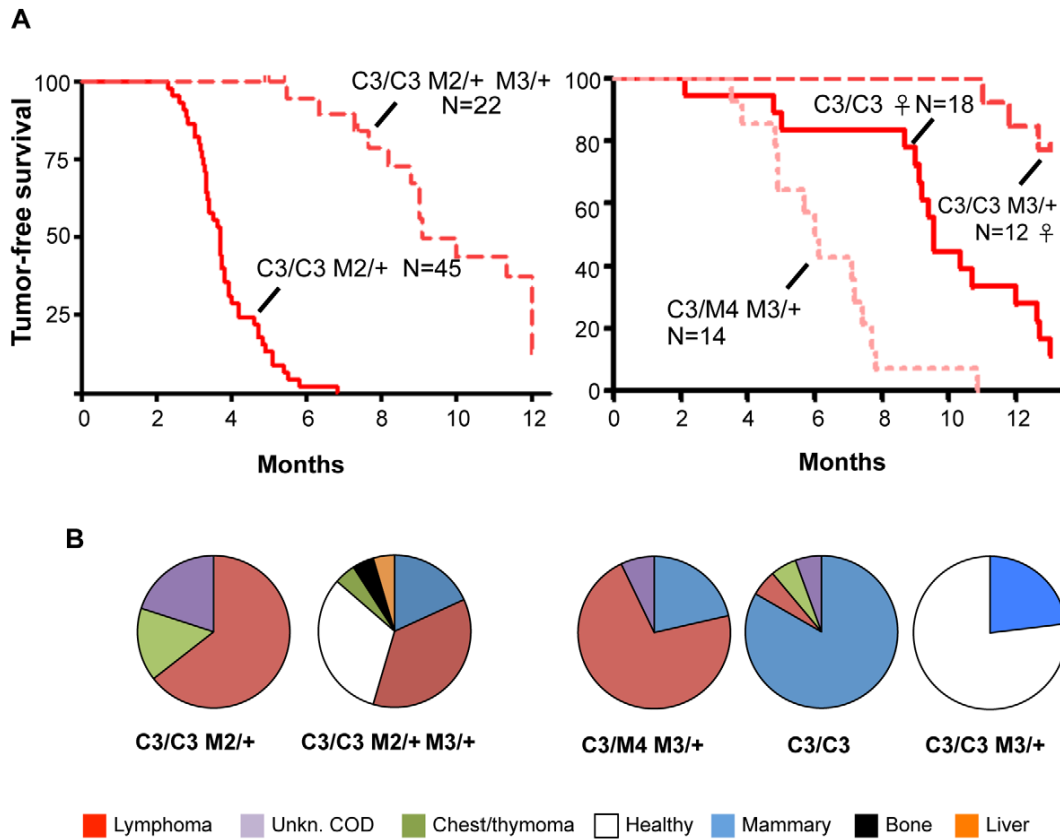 A
Tumor-free survival
100
75
50
25
0
2
4
6
8
10
12
Months
C3/C3 M2/+ M3/+
N=22
C3/C3 M2/+ N=45
100
80
60
40
20
0
0
2
4
6
8
10
12
Months
C3/C3 ♀ N=18
C3/C3 M3/+
N=12 ♀
C3/M4 M3/+
N=14
B
C3/C3 M2/+
C3/C3 M2/+ M3/+
C3/M4 M3/+
C3/C3
C3/C3 M3/+
Lymphoma
Unkn. COD
Chest/thymoma
Healthy
Mammary
Bone
Liver